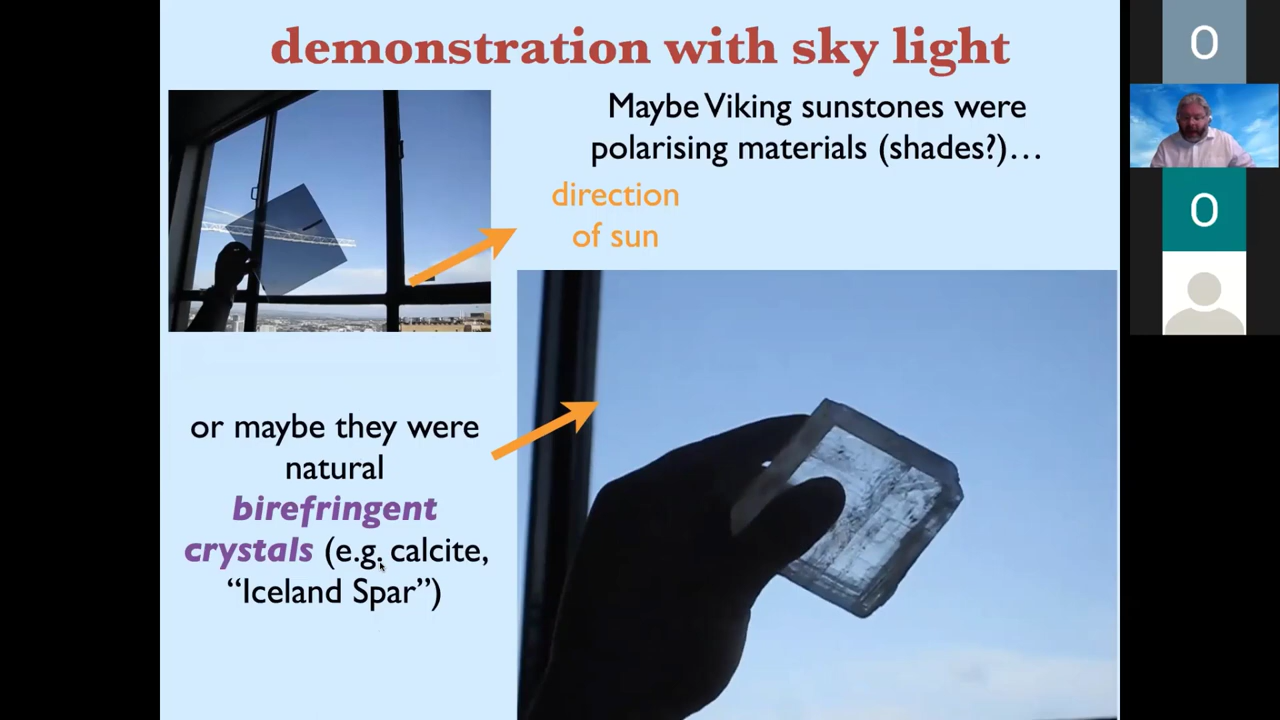 demonstration with sky light
Maybe Viking sunstones were
polarising materials (shades?)…
direction
of sun
or maybe they were
natural
birefringent
crystals (e.g. calcite,
“Iceland Spar”)
O
O